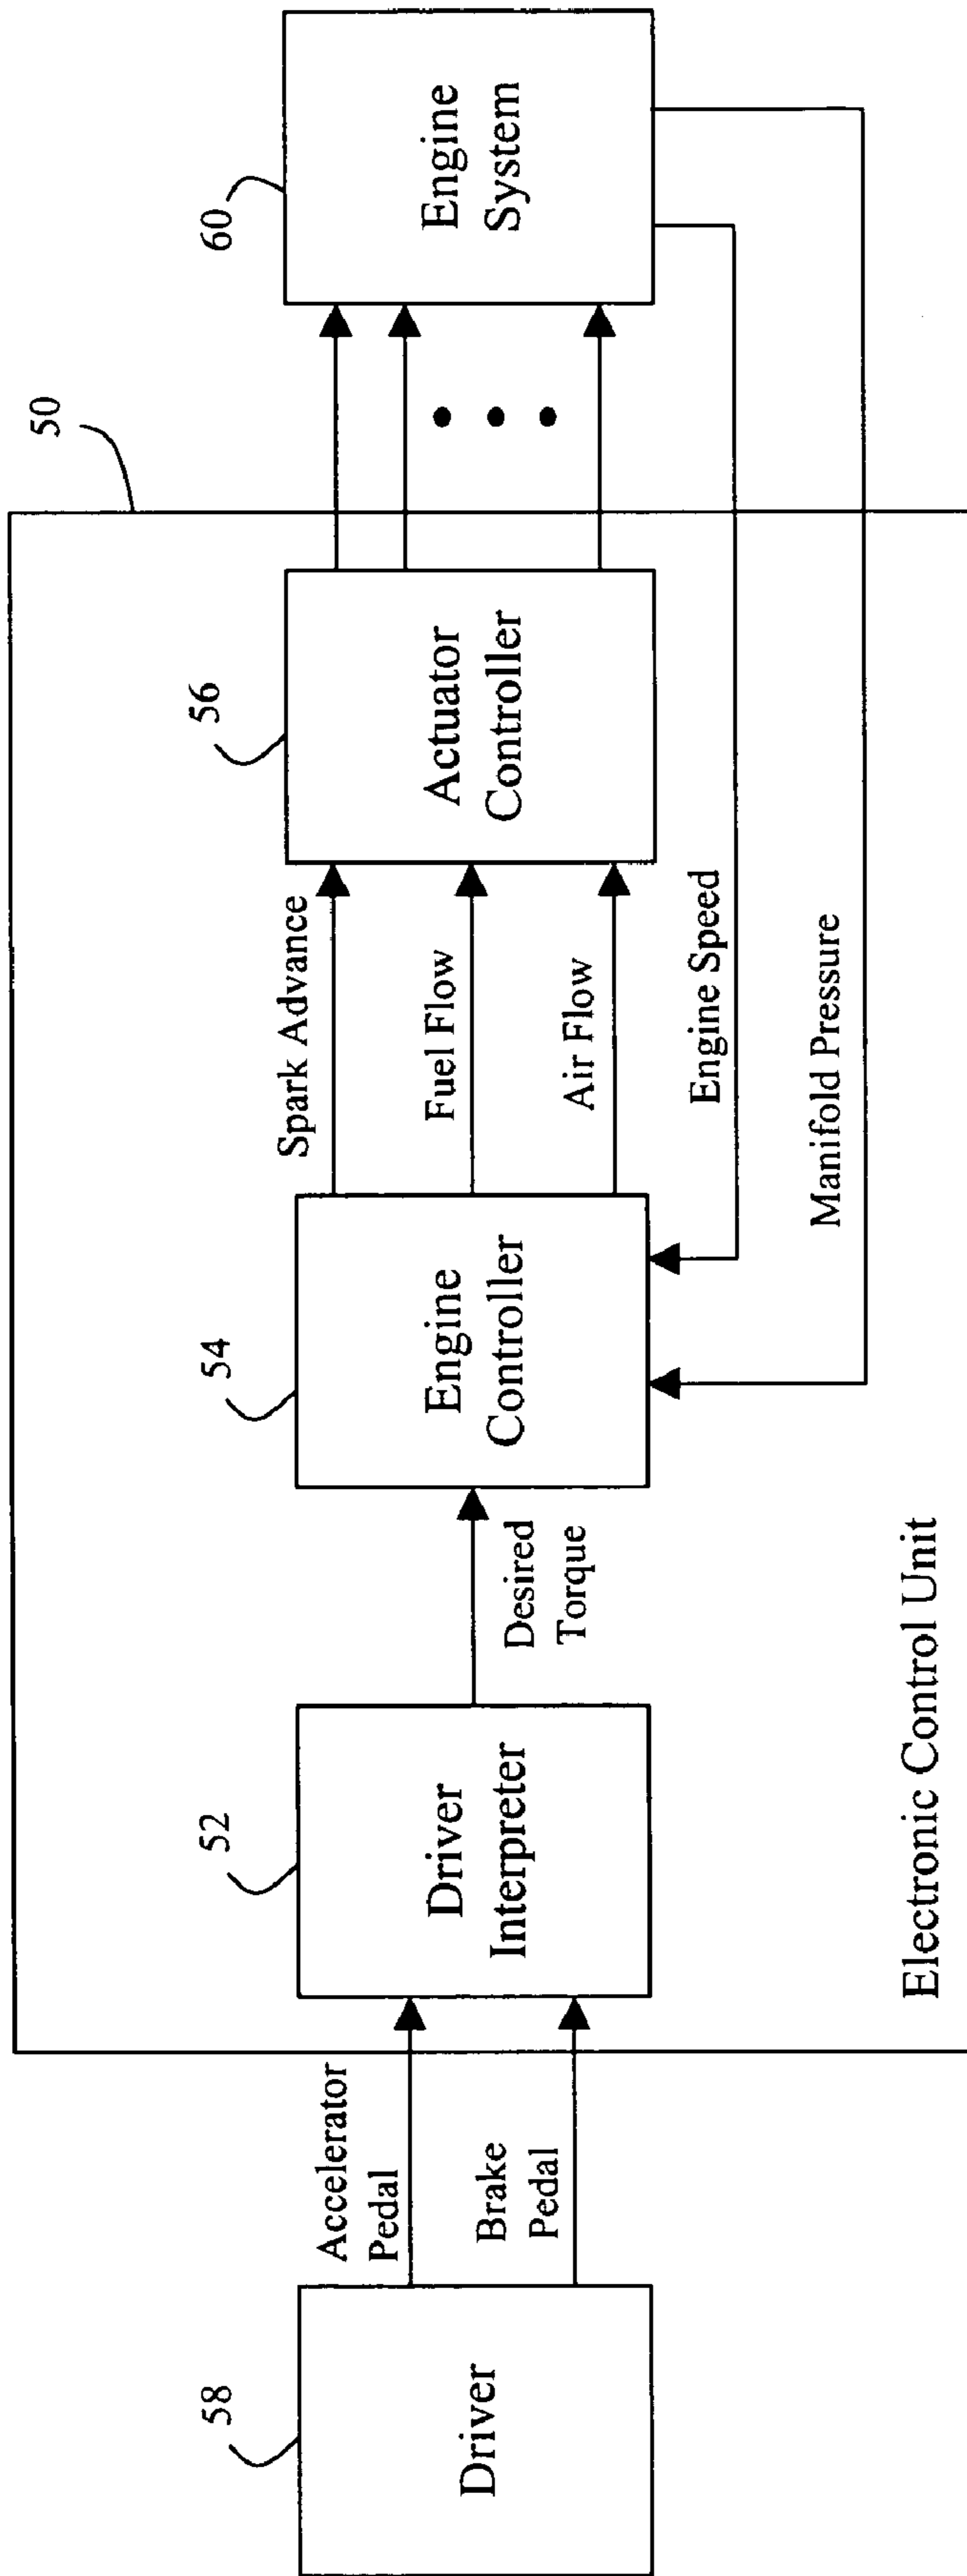 58
Driver
Accelerator
Pedal
Brake
Pedal
52
Driver
Interpreter
Desired
Torque
54
Engine
Controller
Spark Advance
Fuel Flow
Air Flow
Engine Speed
Manifold Pressure
56
Actuator
Controller
50
60
Engine
System
Electronic Control Unit